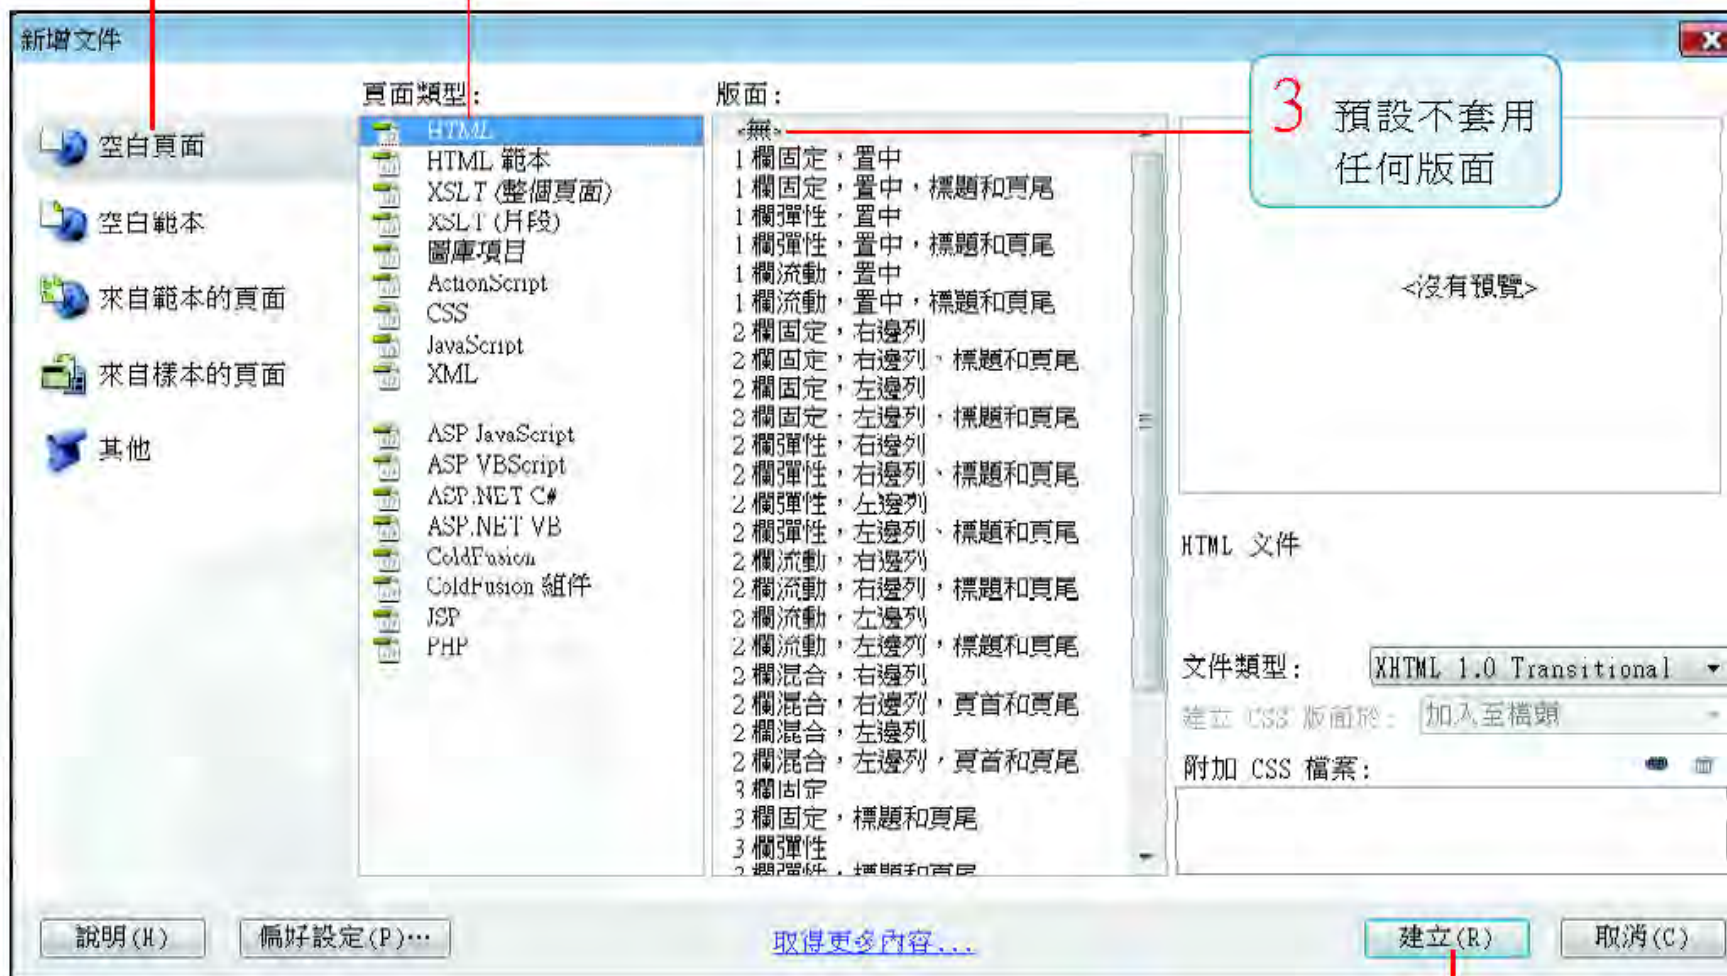 新增文件
空白頁面
空白範本
來自範本的頁面
來自樣本的頁面
其他
頁面類型:
HTML
HTML 範本
XSLT (整個頁面)
XSLT (片段)
圖庫項目
ActionScript
CSS
JavaScript
XML
ASP JavaScript
ASP VBScript
ASP.NET C#
ASP.NET VB
ColdFusion
ColdFusion 組件
JSP
PHP
版面:
<無>
1 欄固定，置中
1 欄固定，置中，標題和頁尾
1 欄彈性，置中
1 欄彈性，置中，標題和頁尾
1 欄流動，置中
1 欄流動，置中，標題和頁尾
2 欄固定，右邊列
2 欄固定，右邊列、標題和頁尾
2 欄固定，左邊列
2 欄固定，左邊列，標題和頁尾
2 欄彈性，右邊列
2 欄彈性，右邊列、標題和頁尾
2 欄彈性，左邊列
2 欄彈性，左邊列、標題和頁尾
2 欄流動，右邊列
2 欄流動，右邊列，標題和頁尾
2 欄流動，左邊列
2 欄流動，左邊列，標題和頁尾
2 欄混合，右邊列
2 欄混合，右邊列，頁首和頁尾
2 欄混合，左邊列
2 欄混合，左邊列，頁首和頁尾
3 欄固定
3 欄固定，標題和頁尾
3 欄彈性
3 欄彈性，標題和頁尾
3 預設不套用
任何版面
<沒有預覽>
HTML 文件
文件類型: XHTML 1.0 Transitional
建立 CSS 版面於: 加入至檔頭
附加 CSS 檔案:
說明(H)
偏好設定(P)…
取得更多內容...
建立(R)
取消(C)